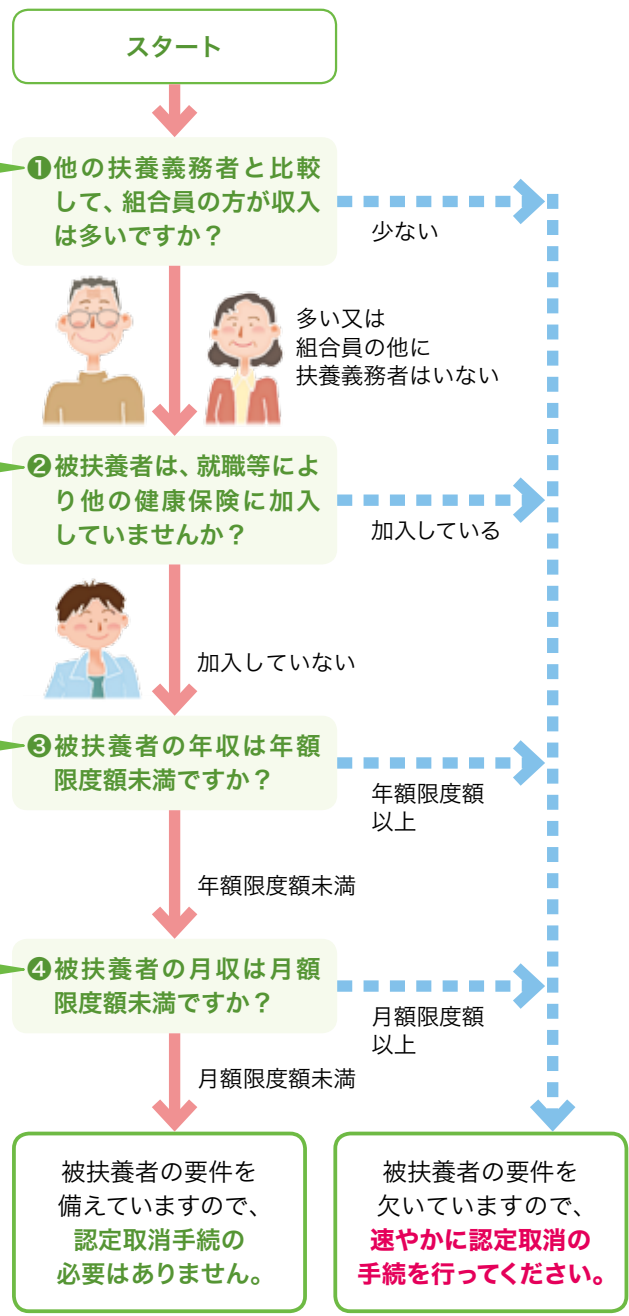 スタート
❶他の扶養義務者と比較
して、組合員の方が収入
は多いですか？
少ない
多い又は
組合員の他に
扶養義務者はいない
❷被扶養者は、就職等によ
り他の健康保険に加入
していませんか？
加入している
加入していない
❸被扶養者の年収は年額
限度額未満ですか？
年額限度額
以上
年額限度額未満
❹被扶養者の月収は月額
限度額未満ですか？
月額限度額
以上
月額限度額未満
被扶養者の要件を
備えていますので、
認定取消手続の
必要はありません。
被扶養者の要件を
欠いていますので、
速やかに認定取消の
手続を行ってください。